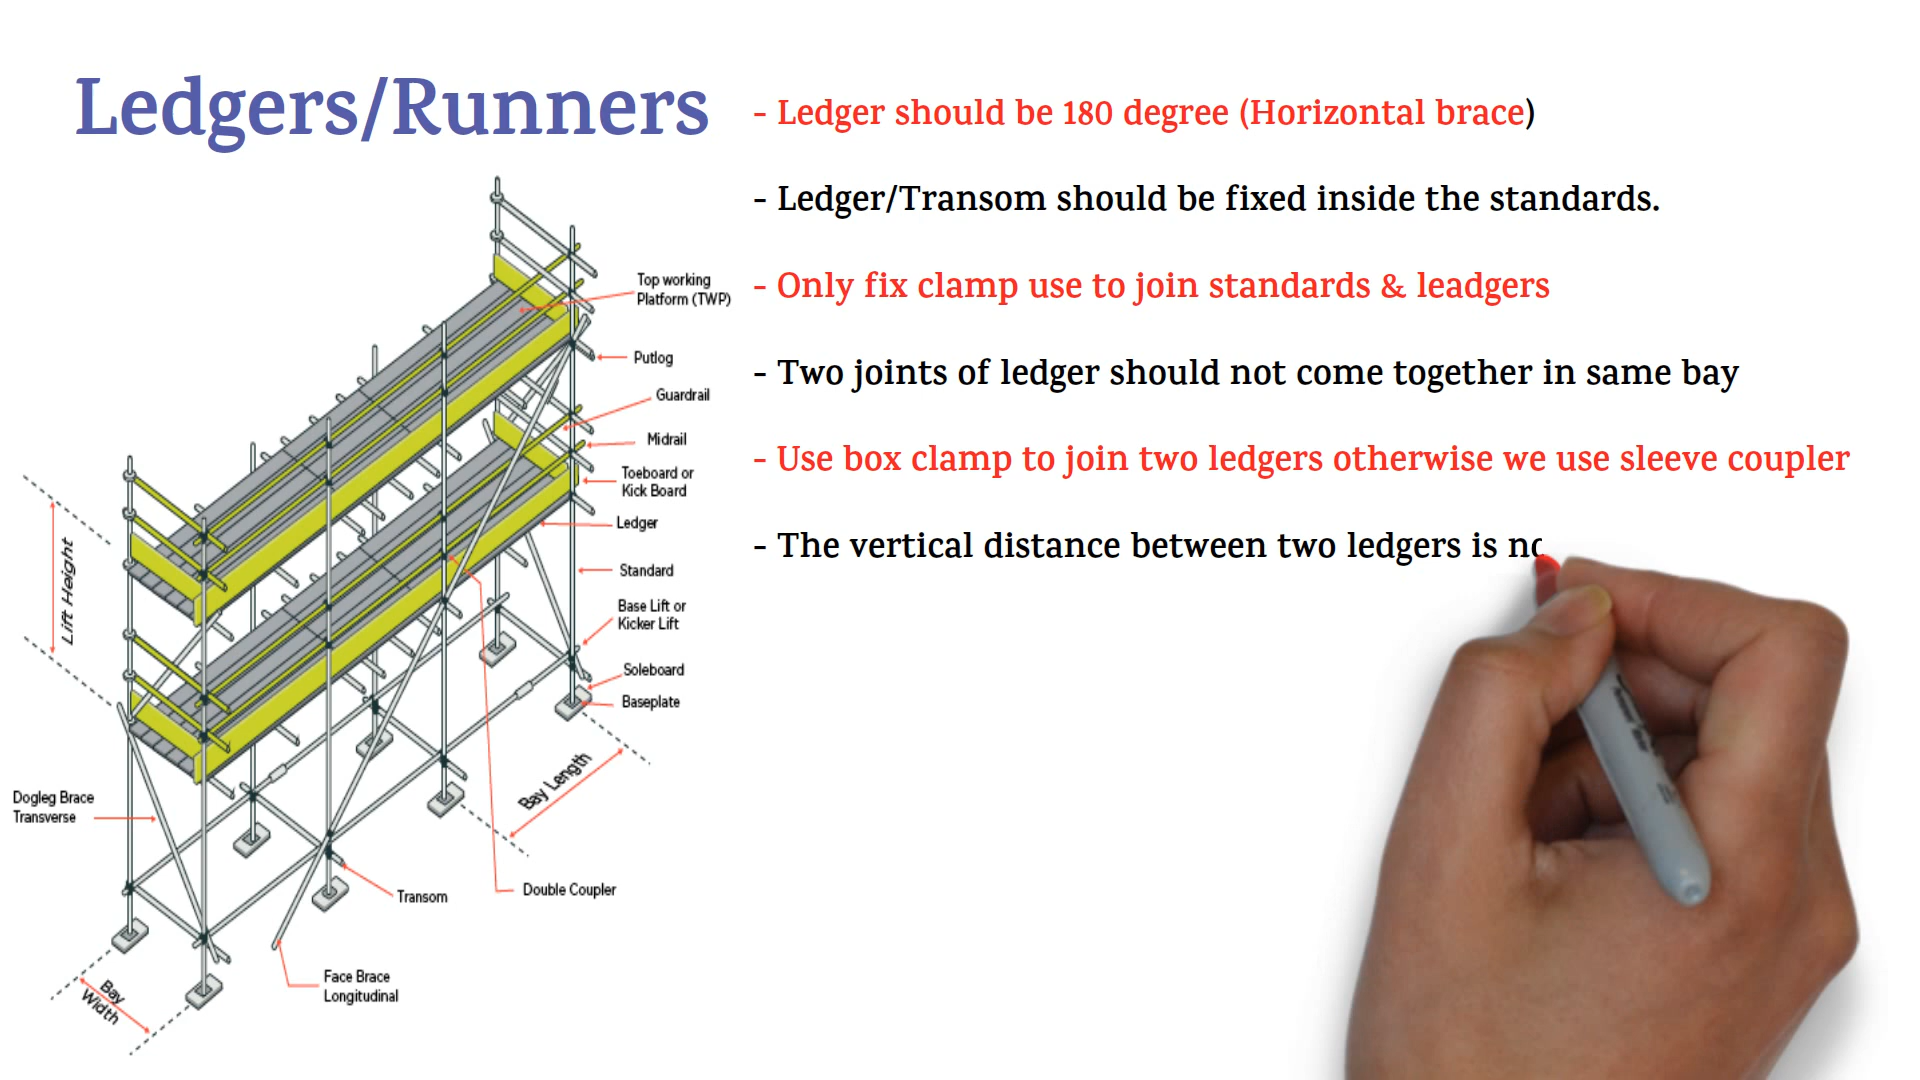 Ledgers/Runners
- Ledger should be 180 degree (Horizontal brace)
- Ledger/Transom should be fixed inside the standards.
- Only fix clamp use to join standards & leadgers
- Two joints of ledger should not come together in same bay
- Use box clamp to join two ledgers otherwise we use sleeve coupler
- The vertical distance between two ledgers is
Top working
Platform (TWP)
Putlog
Guardrail
Midrail
Toeboard or
Kick Board
Ledger
Standard
Base Lift or
Kicker Lift
Soleboard
Baseplate
Lift Height
Bay Length
Dogleg Brace
Transverse
Transom
Double Coupler
Face Brace
Longitudinal
Bay
Width